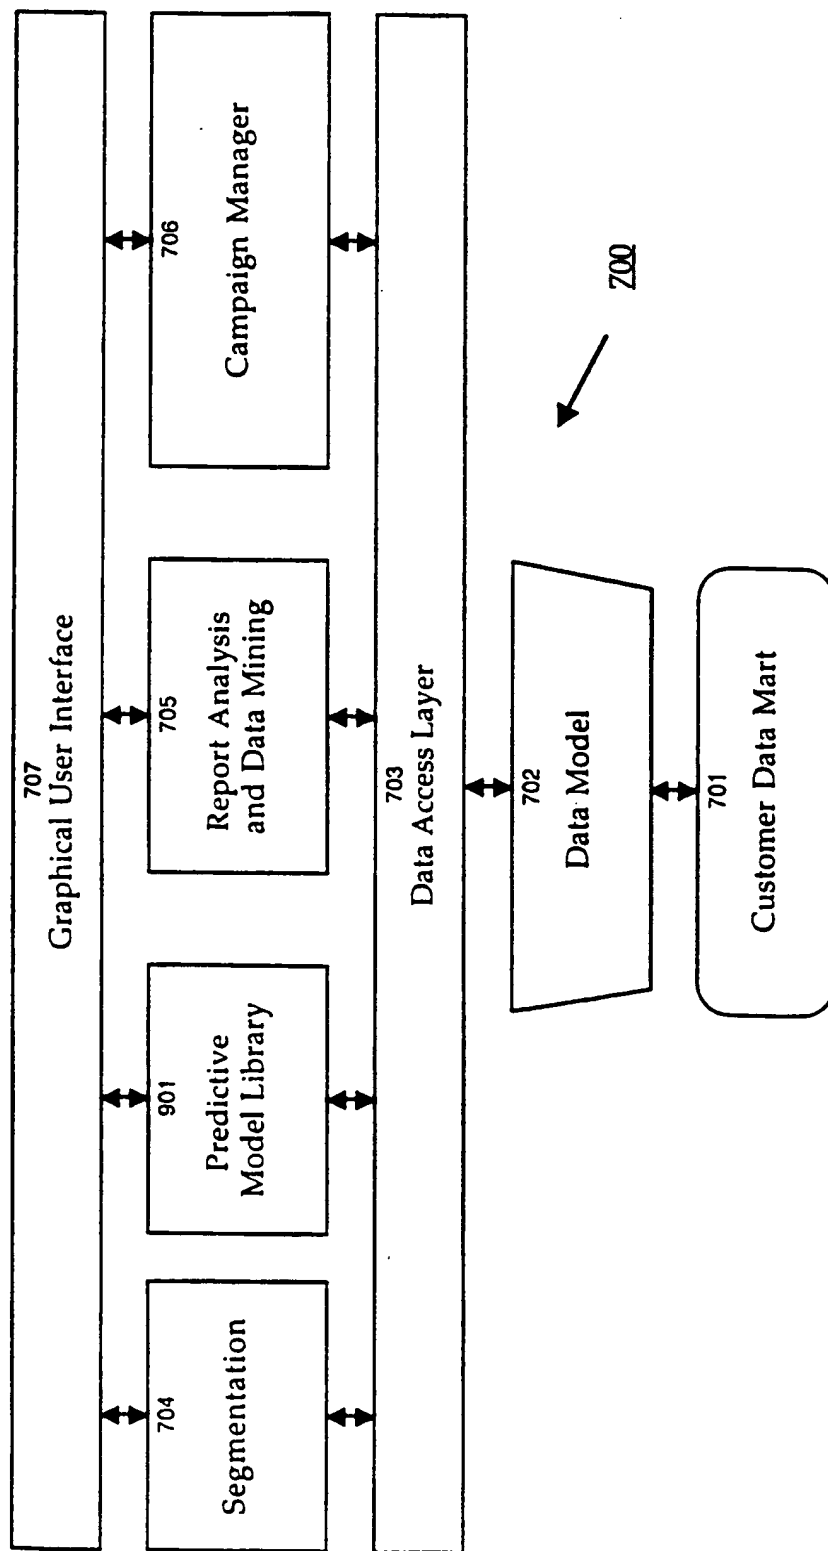 707
Graphical User Interface
704
Segmentation
901
Predictive
Model Library
705
Report Analysis
and Data Mining
706
Campaign Manager
703
Data Access Layer
702
Data Model
701
Customer Data Mart
700